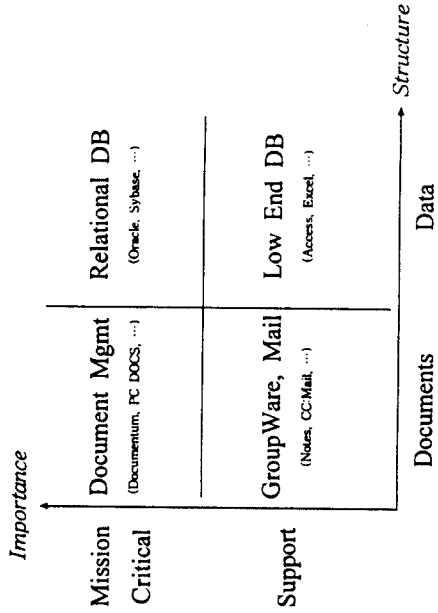 Importance
Mission
Critical
Document Mgmt
(Documentum, PC DOCS, ···)
Relational DB
(Oracle, Sybase, ···)
Support
GroupWare, Mail
(Notes, CC:Mail, ···)
Low End DB
(Access, Excel, ···)
Structure
Documents
Data